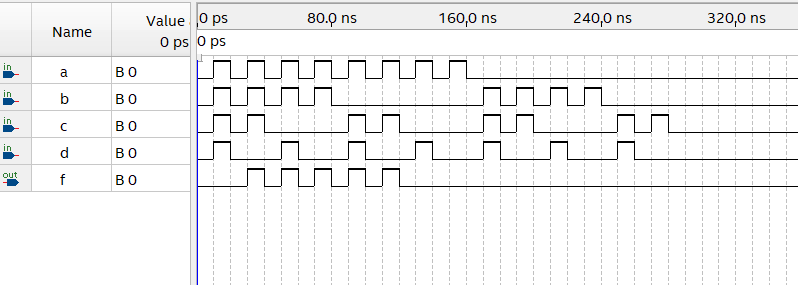 Name Value 0 ps 80.0 ns 160.0 ns 240.0 ns 320.0 ns
0 ps 0 ps
in a B 0
in b B 0
in c B 0
in d B 0
out f B 0